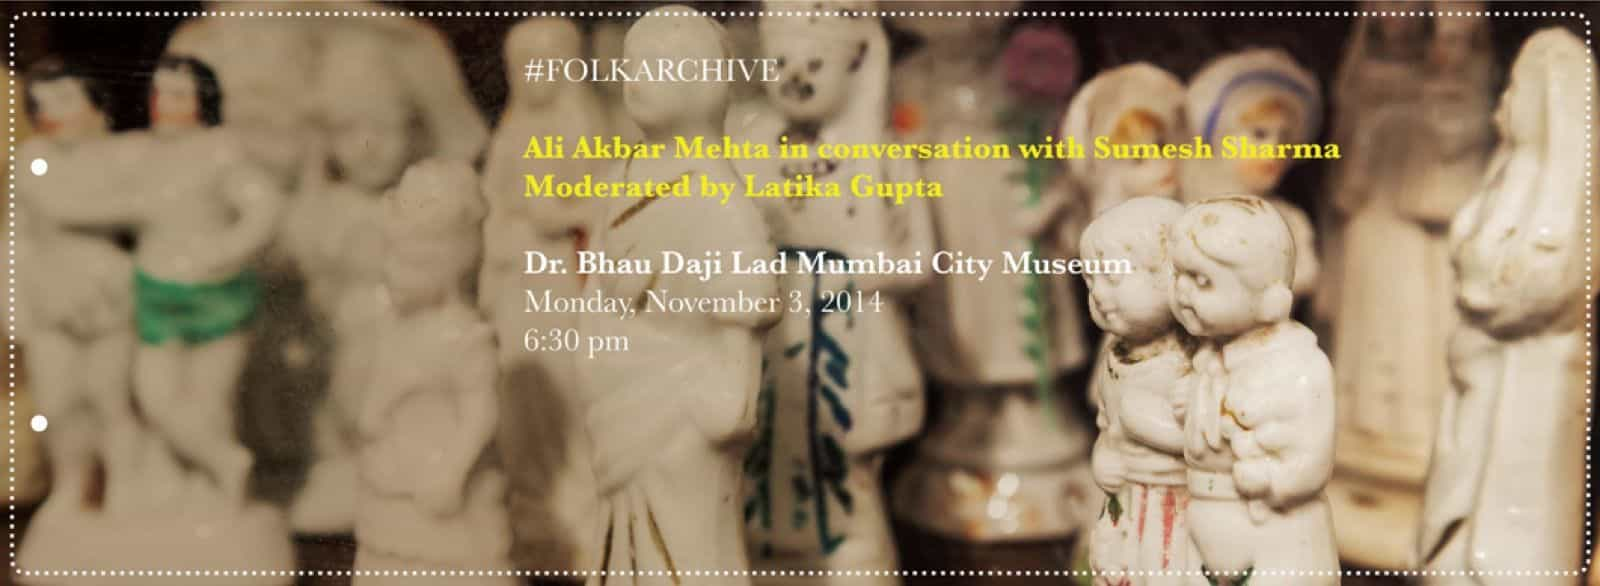 #FOLKARCHIVE
Ali Akbar Mehta in conversation with Sumesh Sharma
Moderated by Latika Gupta
Dr. Bhau Daji Lad Mumbai City Museum
Monday, November 3, 2014
6:30 pm